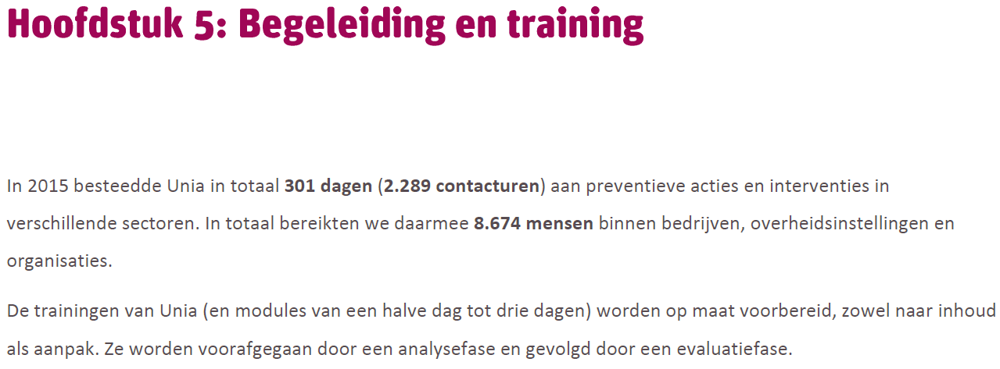 Hoofdstuk 5: Begeleiding en training
In 2015 besteedde Unia in totaal 301 dagen (2.289 contacturen) aan preventieve acties en interventies in
verschillende sectoren. In totaal bereikten we daarmee 8.674 mensen binnen bedrijven, overheidsinstellingen en
organisaties.
De trainingen van Unia (en modules van een halve dag tot drie dagen) worden op maat voorbereid, zowel naar inhoud
als aanpak. Ze worden voorafgegaan door een analysefase en gevolgd door een evaluatiefase.